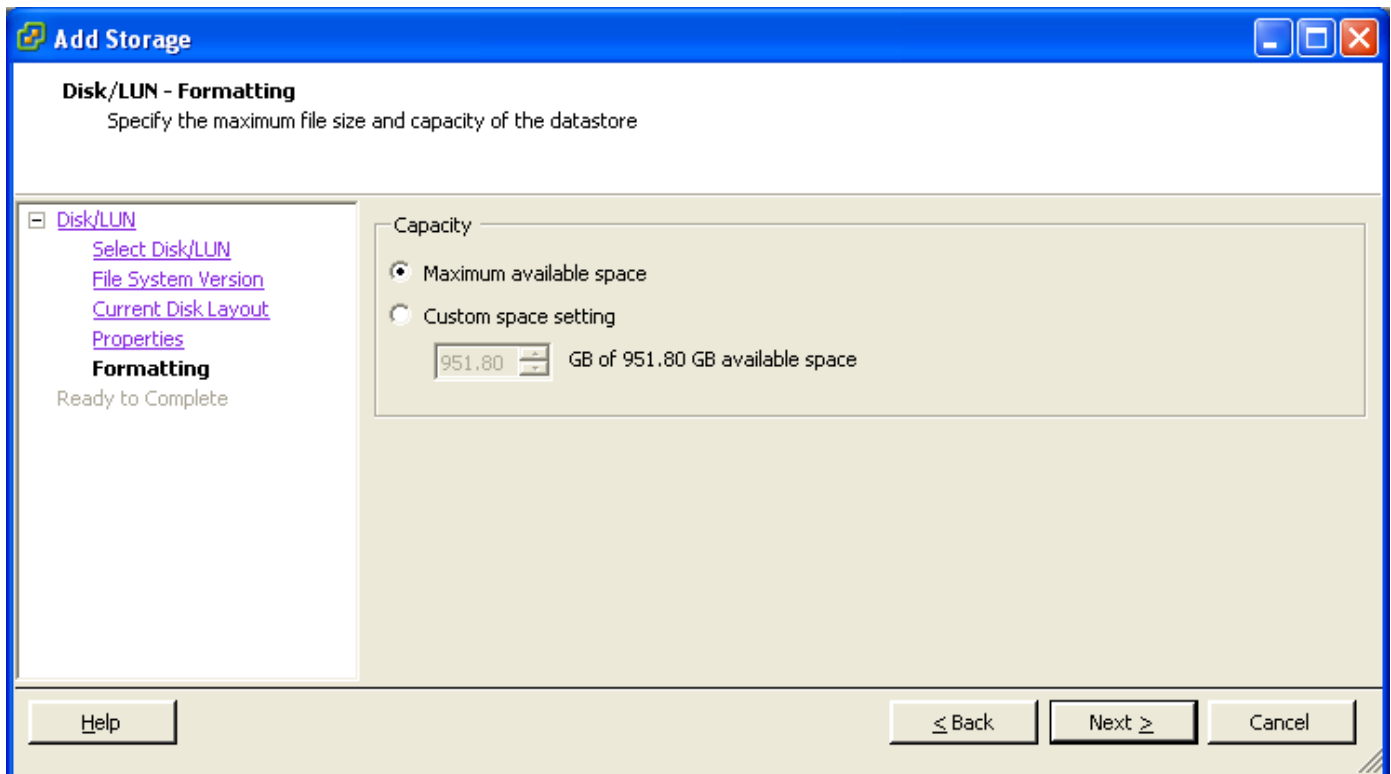 Add Storage
Disk/LUN - Formatting
Specify the maximum file size and capacity of the datastore
Disk/LUN
Select Disk/LUN
File System Version
Current Disk Layout
Properties
Formatting
Ready to Complete
Capacity
Maximum available space
Custom space setting
951.80 GB of 951.80 GB available space
Help
< Back
Next >
Cancel